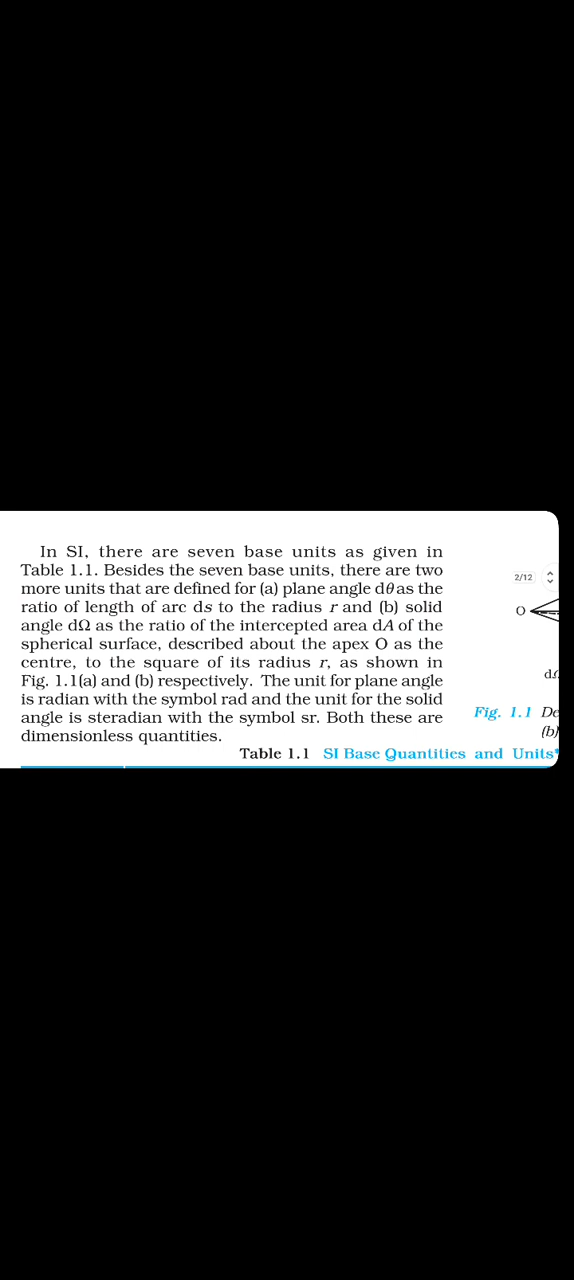 In SI, there are seven base units as given in
Table 1.1. Besides the seven base units, there are two
more units that are defined for (a) plane angle dθ as the
ratio of length of arc ds to the radius r and (b) solid
angle dΩ as the ratio of the intercepted area dA of the
spherical surface, described about the apex O as the
centre, to the square of its radius r, as shown in
Fig. 1.1(a) and (b) respectively. The unit for plane angle
is radian with the symbol rad and the unit for the solid
angle is steradian with the symbol sr. Both these are
dimensionless quantities.
2/12
O
Fig. 1.1 De
(b)
Table 1.1 SI Base Quantities and Units*